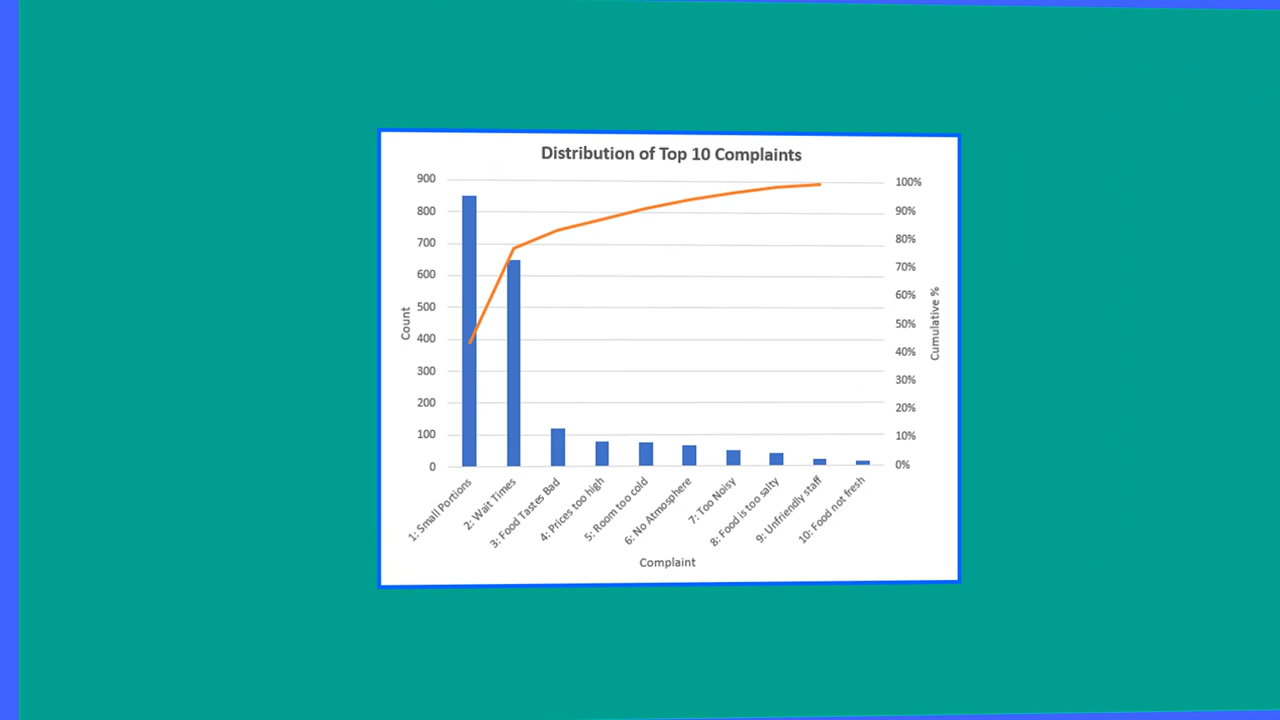 Distribution of Top 10 Complaints
900
800
700
600
500
400
300
200
100
0
Count
100%
90%
80%
70%
60%
50%
40%
30%
20%
10%
0%
Cumulative %
1: Small Portions
2: Wait Times
3: Food Tastes Bad
4: Prices too high
5: Room too cold
6: No Atmosphere
7: Too Noisy
8: Food is too salty
9: Unfriendly staff
10: Food not fresh
Complaint